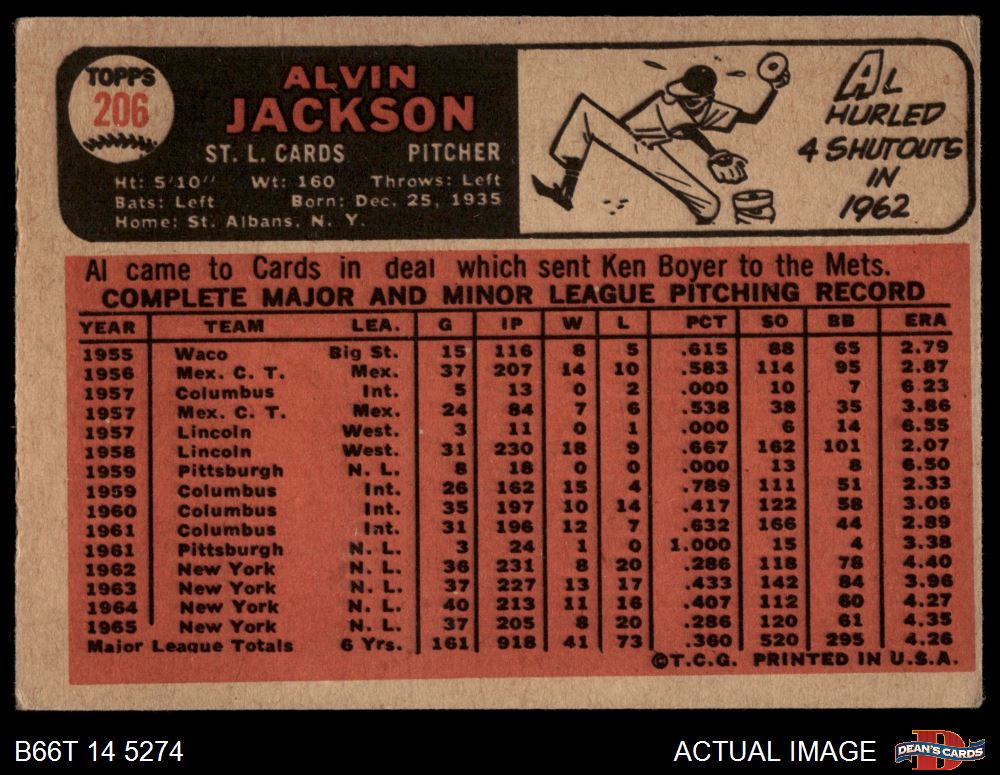 TOPPS
206
ALVIN
JACKSON
ST. L. CARDS PITCHER
Ht: 5'10" Wt: 160 Throws: Left
Bats: Left Born: Dec. 25, 1935
Home: St. Albans, N. Y.
AL
HURLED
4 SHUTOUTS
IN
1962
Al came to Cards in deal which sent Ken Boyer to the Mets.
COMPLETE MAJOR AND MINOR LEAGUE PITCHING RECORD
YEAR TEAM LEA. G IP W L PCT SO BB ERA
1955 Waco Big St. 15 116 8 5 .615 88 65 2.79
1956 Mex. C. T. Mex. 37 207 14 10 .583 114 95 2.87
1957 Columbus Int. 5 13 0 2 .000 10 7 6.23
1957 Mex. C. T. Mex. 24 84 7 6 .538 38 35 3.86
1957 Lincoln West. 3 11 0 1 .000 6 14 6.55
1958 Lincoln West. 31 230 18 9 .667 162 101 2.07
1959 Pittsburgh N. L. 8 18 0 0 .000 13 8 6.50
1959 Columbus Int. 26 162 15 4 .789 111 51 2.33
1960 Columbus Int. 35 197 10 14 .417 122 58 3.06
1961 Columbus Int. 31 196 12 7 .632 166 44 2.89
1961 Pittsburgh N. L. 3 24 1 0 1.000 15 4 3.38
1962 New York N. L. 36 231 8 20 .286 118 78 4.40
1963 New York N. L. 37 227 13 17 .433 142 84 3.96
1964 New York N. L. 40 213 11 16 .407 112 60 4.27
1965 New York N. L. 37 205 8 20 .286 120 61 4.35
Major League Totals 6 Yrs. 161 918 41 73 .360 520 295 4.26
©T.C.G. PRINTED IN U.S.A.
B66T 14 5274 ACTUAL IMAGE DEAN'S CARDS